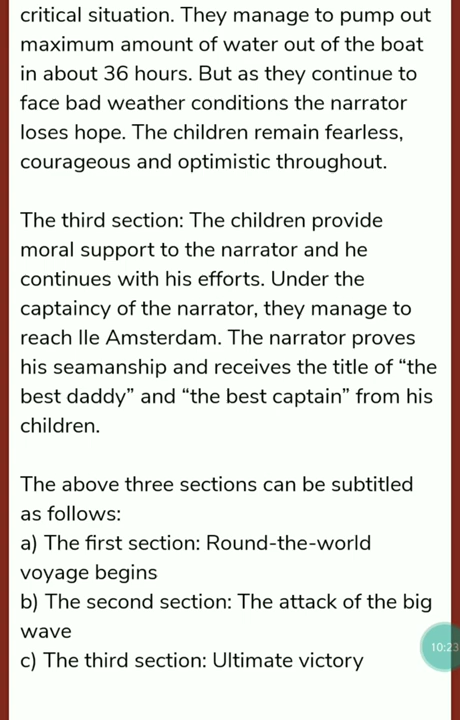 critical situation. They manage to pump out
maximum amount of water out of the boat
in about 36 hours. But as they continue to
face bad weather conditions the narrator
loses hope. The children remain fearless,
courageous and optimistic throughout.
The third section: The children provide
moral support to the narrator and he
continues with his efforts. Under the
captaincy of the narrator, they manage to
reach lle Amsterdam. The narrator proves
his seamanship and receives the title of “the
best daddy” and “the best captain” from his
children.
The above three sections can be subtitled
as follows:
a) The first section: Round-the-world
voyage begins
b) The second section: The attack of the big
wave
c) The third section: Ultimate victory
10:23